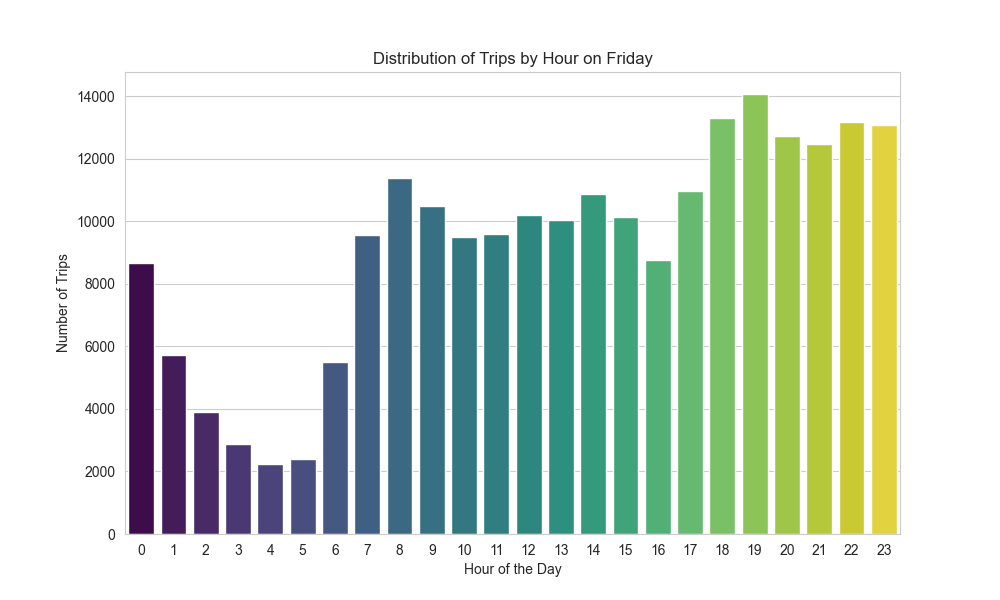 Distribution of Trips by Hour on Friday
Number of Trips
14000
12000
10000
8000
6000
4000
2000
0
0 1 2 3 4 5 6 7 8 9 10 11 12 13 14 15 16 17 18 19 20 21 22 23
Hour of the Day